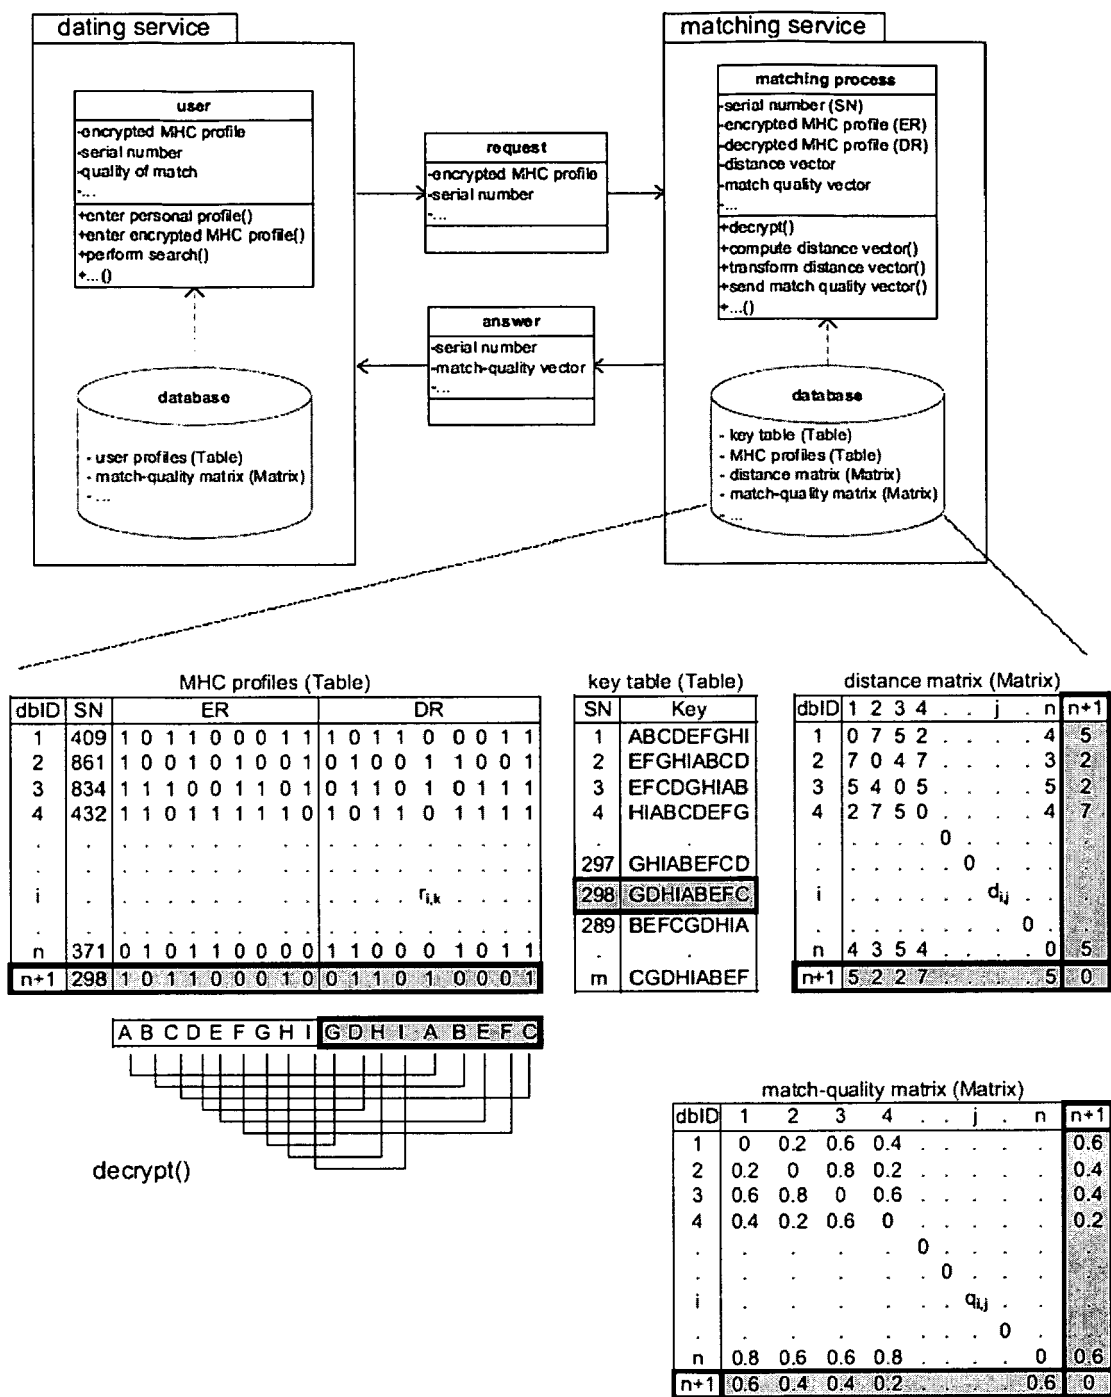 dating service
user
-encrypted MHC profile
-serial number
-quality of match
-...
+enter personal profile()
+enter encrypted MHC profile()
+perform search()
+...()
database
- user profiles (Table)
- match-quality matrix (Matrix)
- ...
request
-encrypted MHC profile
-serial number
-...
answer
-serial number
-match-quality vector
-...
matching service
matching process
-serial number (SN)
-encrypted MHC profile (ER)
-decrypted MHC profile (DR)
-distance vector
-match quality vector
-...
+decrypt()
+compute distance vector()
+transform distance vector()
+send match quality vector()
+...()
database
- key table (Table)
- MHC profiles (Table)
- distance matrix (Matrix)
- match-quality matrix (Matrix)
- ...
MHC profiles (Table)
dbID SN ER DR
1 409 1 0 1 1 0 0 0 1 1 1 0 1 1 0 0 0 1 1
2 861 1 0 0 1 0 1 0 0 1 0 1 0 0 1 1 0 0 1
3 834 1 1 1 0 0 1 1 0 1 0 1 1 0 1 0 1 1 1
4 432 1 1 0 1 1 1 1 1 0 1 0 1 1 0 1 1 1 1
. . . . . . . . . . . . . . . . . . . .
. . . . . . . . . . . . . . . . . . . .
i . . . . . . . . . . . . . . ri,k . . . .
. . . . . . . . . . . . . . . . . . . .
n 371 0 1 0 1 1 0 0 0 0 1 1 0 0 0 1 0 1 1
n+1 298 1 0 1 1 0 0 0 1 0 0 1 1 0 1 0 0 0 1
A B C D E F G H I G D H I A B E F C
decrypt()
key table (Table)
SN Key
1 ABCDEFGHI
2 EFGHIABCD
3 EFCDGHIAB
4 HIABCDEFG
. .
297 GHIABEFCD
298 GDHIABEFC
289 BEFCGDHIA
. .
m CGDHIABEF
distance matrix (Matrix)
dbID 1 2 3 4 . . j . n n+1
1 0 7 5 2 . . . . 4 5
2 7 0 4 7 . . . . 3 2
3 5 4 0 5 . . . . 5 2
4 2 7 5 0 . . . . 4 7
. . . . . 0 . . . . .
. . . . . . 0 . . . .
i . . . . . . di,j . . .
. . . . . . . . 0 . .
n 4 3 5 4 . . . . 0 5
n+1 5 2 2 7 5 0
match-quality matrix (Matrix)
dbID 1 2 3 4 . . j . n n+1
1 0 0.2 0.6 0.4 . . . . . 0.6
2 0.2 0 0.8 0.2 . . . . . 0.4
3 0.6 0.8 0 0.6 . . . . . 0.4
4 0.4 0.2 0.6 0 . . . . . 0.2
. . . . . 0 . . . . .
. . . . . . 0 . . . .
i . . . . . . qi,j . . .
. . . . . . . . 0 . .
n 0.8 0.6 0.6 0.8 . . . . 0 0.6
n+1 0.6 0.4 0.4 0.2 0.6 0